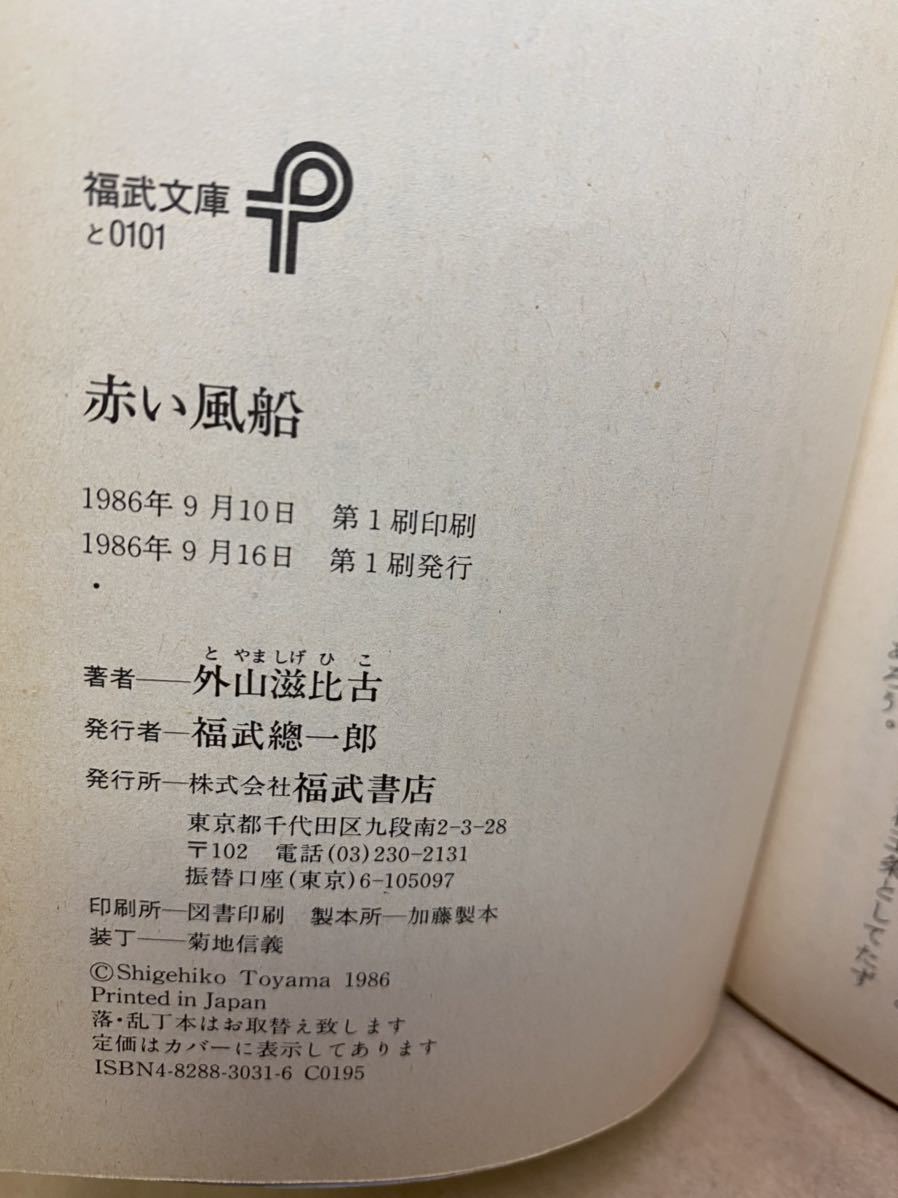 福武文庫
と0101
赤い風船
1986年9月10日 第1刷印刷
1986年9月16日 第1刷発行
と やましげ ひ こ
著者──外山滋比古
発行者─福武總一郎
発行所─株式会社福武書店
東京都千代田区九段南2-3-28
〒102 電話(03)230-2131
振替口座(東京)6-105097
印刷所─図書印刷 製本所─加藤製本
装丁──菊地信義
©Shigehiko Toyama 1986
Printed in Japan
落・乱丁本はお取替え致します
定価はカバーに表示してあります
ISBN4-8288-3031-6 C0195